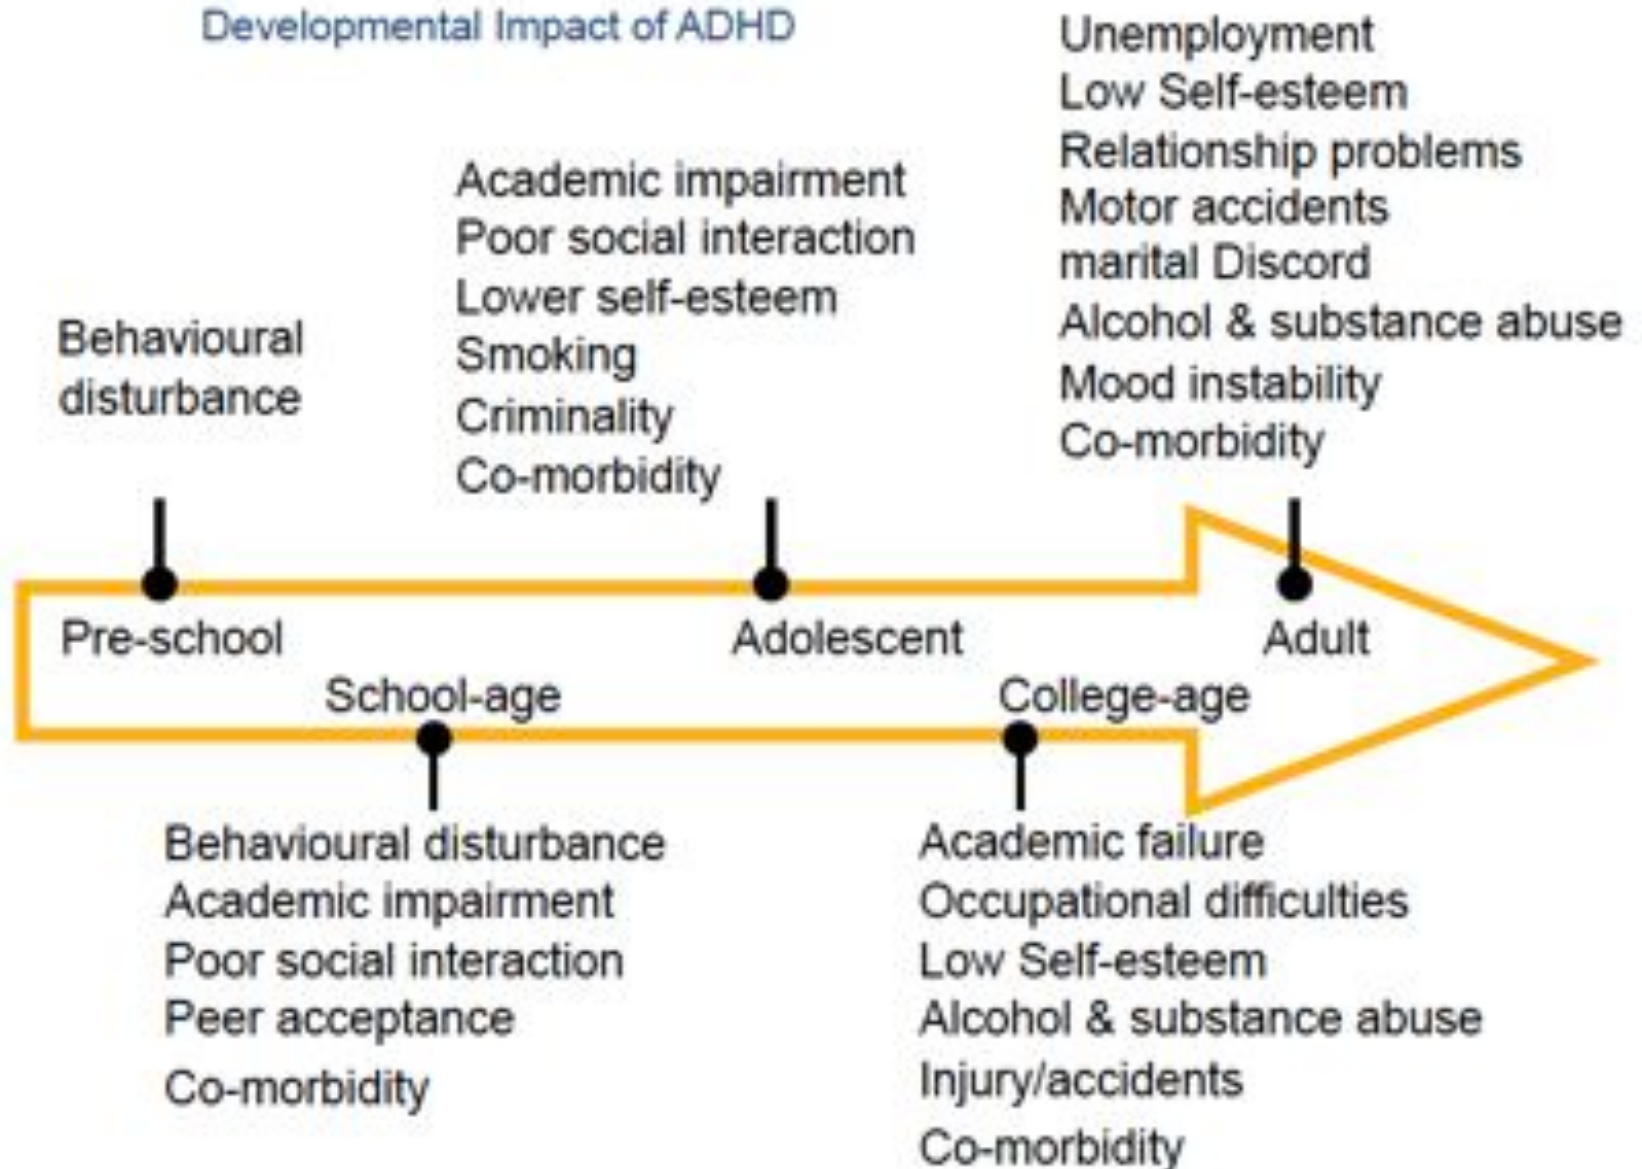 Developmental Impact of ADHD
Behavioural
disturbance
Academic impairment
Poor social interaction
Lower self-esteem
Smoking
Criminality
Co-morbidity
Unemployment
Low Self-esteem
Relationship problems
Motor accidents
marital Discord
Alcohol & substance abuse
Mood instability
Co-morbidity
Pre-school
Adolescent
Adult
School-age
College-age
Behavioural disturbance
Academic impairment
Poor social interaction
Peer acceptance
Co-morbidity
Academic failure
Occupational difficulties
Low Self-esteem
Alcohol & substance abuse
Injury/accidents
Co-morbidity